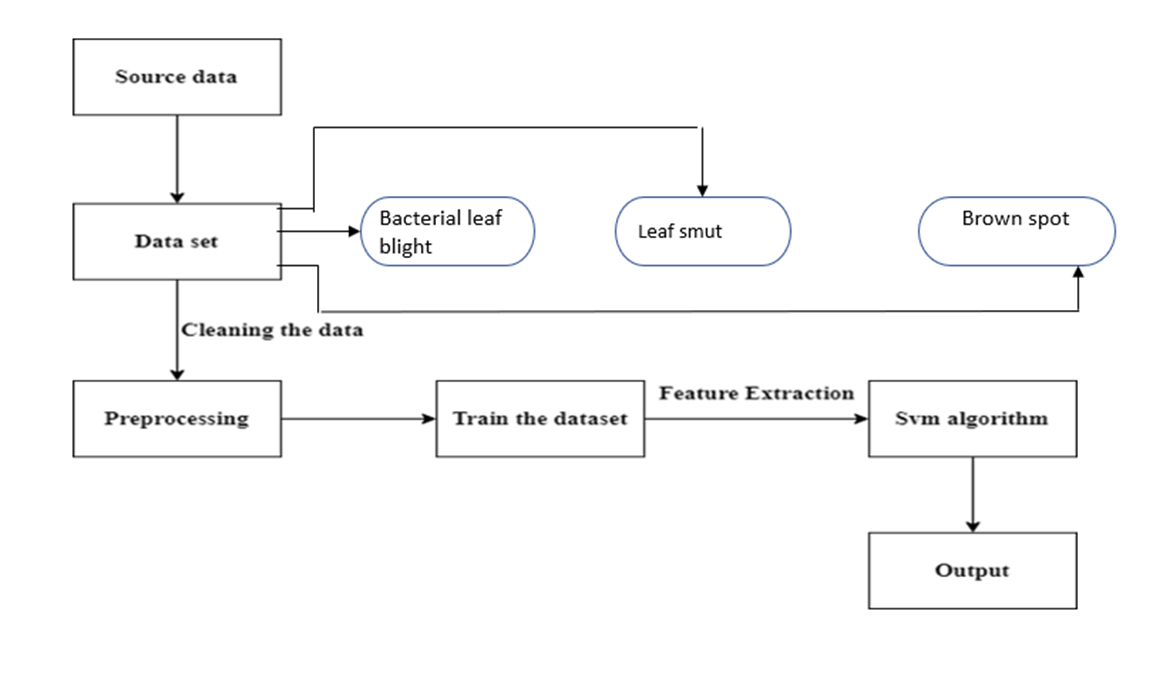 Source data
Data set
Bacterial leaf
blight
Leaf smut
Brown spot
Cleaning the data
Preprocessing
Train the dataset
Feature Extraction
Svm algorithm
Output